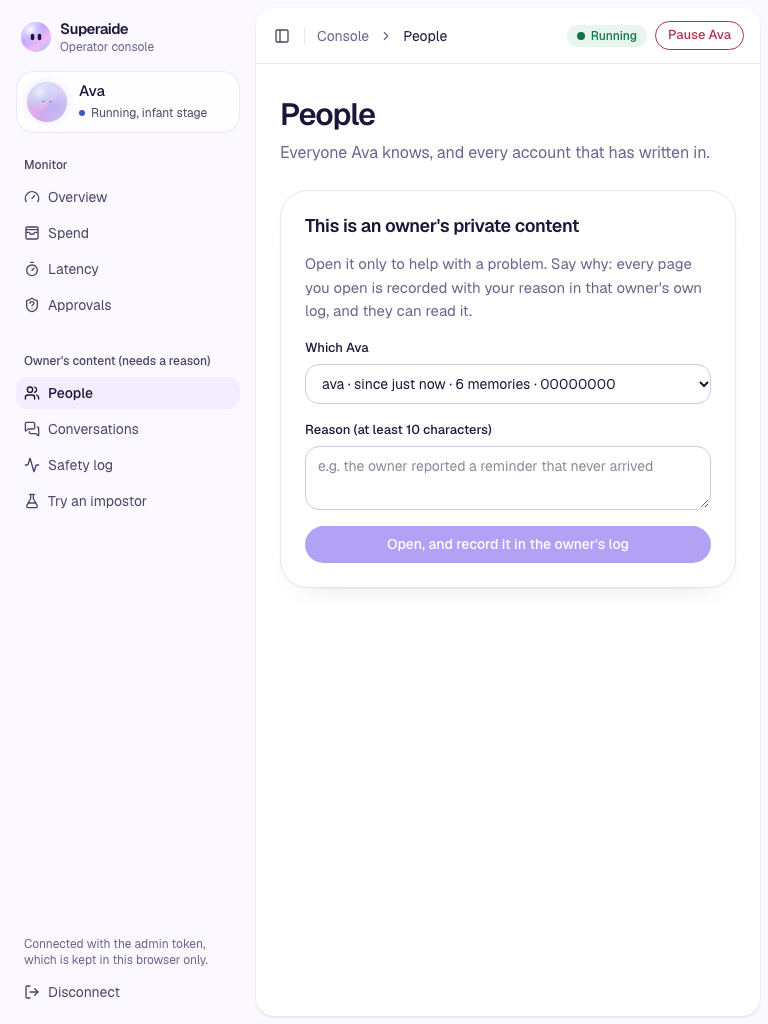 Superaide
Operator console
Ava
Running, infant stage
Monitor
Overview
Spend
Latency
Approvals
Owner's content (needs a reason)
People
Conversations
Safety log
Try an impostor
Connected with the admin token,
which is kept in this browser only.
Disconnect
Console
People
Running
Pause Ava
People
Everyone Ava knows, and every account that has written in.
This is an owner's private content
Open it only to help with a problem. Say why: every page
you open is recorded with your reason in that owner's own
log, and they can read it.
Which Ava
ava · since just now · 6 memories · 00000000
Reason (at least 10 characters)
e.g. the owner reported a reminder that never arrived
Open, and record it in the owner's log